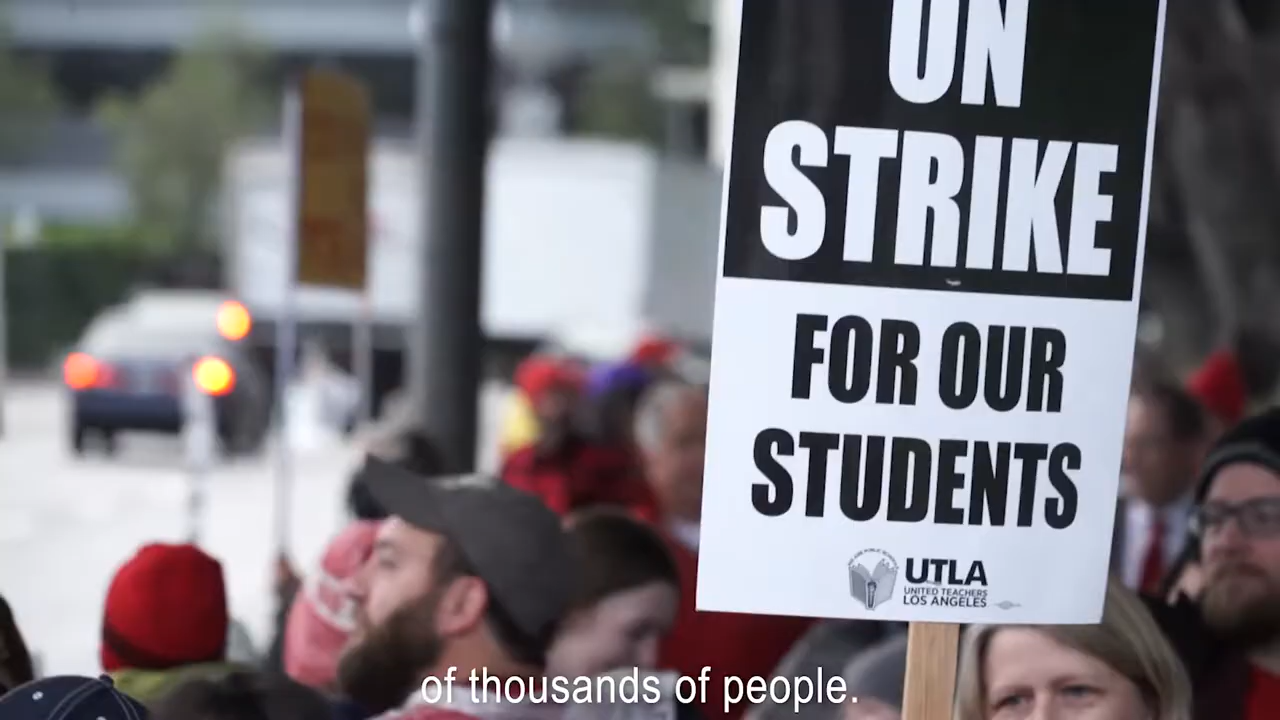 ON
STRIKE
FOR OUR
STUDENTS
UTLA
UNITED TEACHERS
LOS ANGELES
of thousands of people.